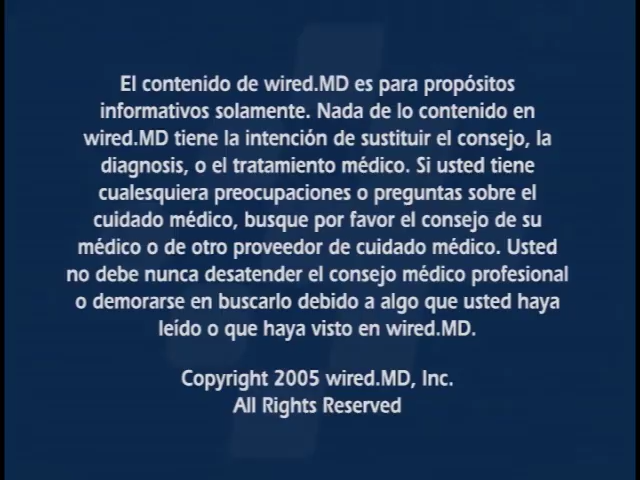 El contenido de wired.MD es para propósitos
informativos solamente. Nada de lo contenido en
wired.MD tiene la intención de sustituir el consejo, la
diagnosis, o el tratamiento médico. Si usted tiene
cualesquiera preocupaciones o preguntas sobre el
cuidado médico, busque por favor el consejo de su
médico o de otro proveedor de cuidado médico. Usted
no debe nunca desatender el consejo médico profesional
o demorarse en buscarlo debido a algo que usted haya
leído o que haya visto en wired.MD.
Copyright 2005 wired.MD, Inc.
All Rights Reserved